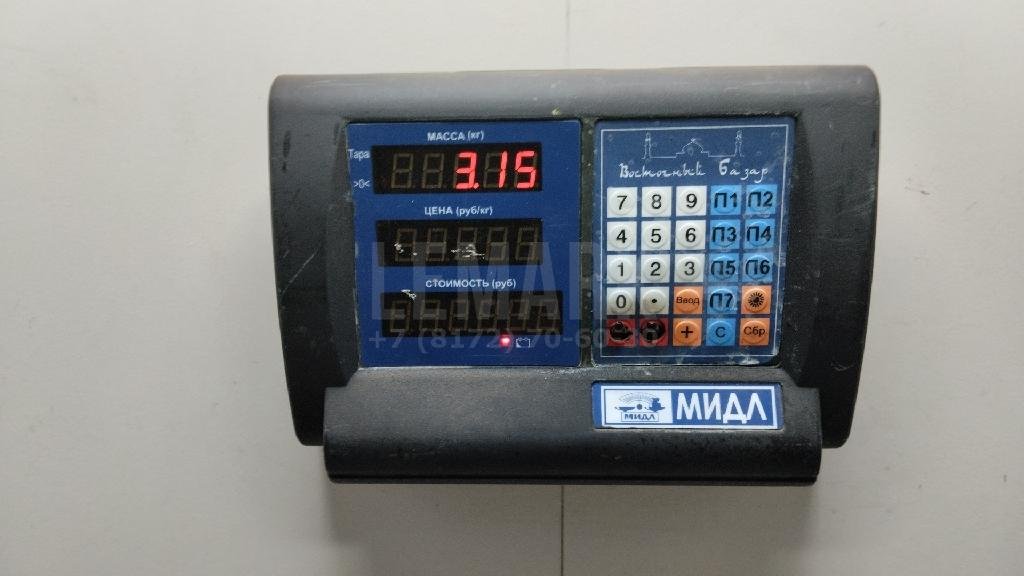 МАССА (кг)
Тара
3.15
>0<
ЦЕНА (руб/кг)
СТОИМОСТЬ (руб)
Восточный Базар
7 8 9 П1 П2
4 5 6 П3 П4
1 2 3 П5 П6
0 . Ввод П7
+ С Сбр
МИДЛ
МИДЛ